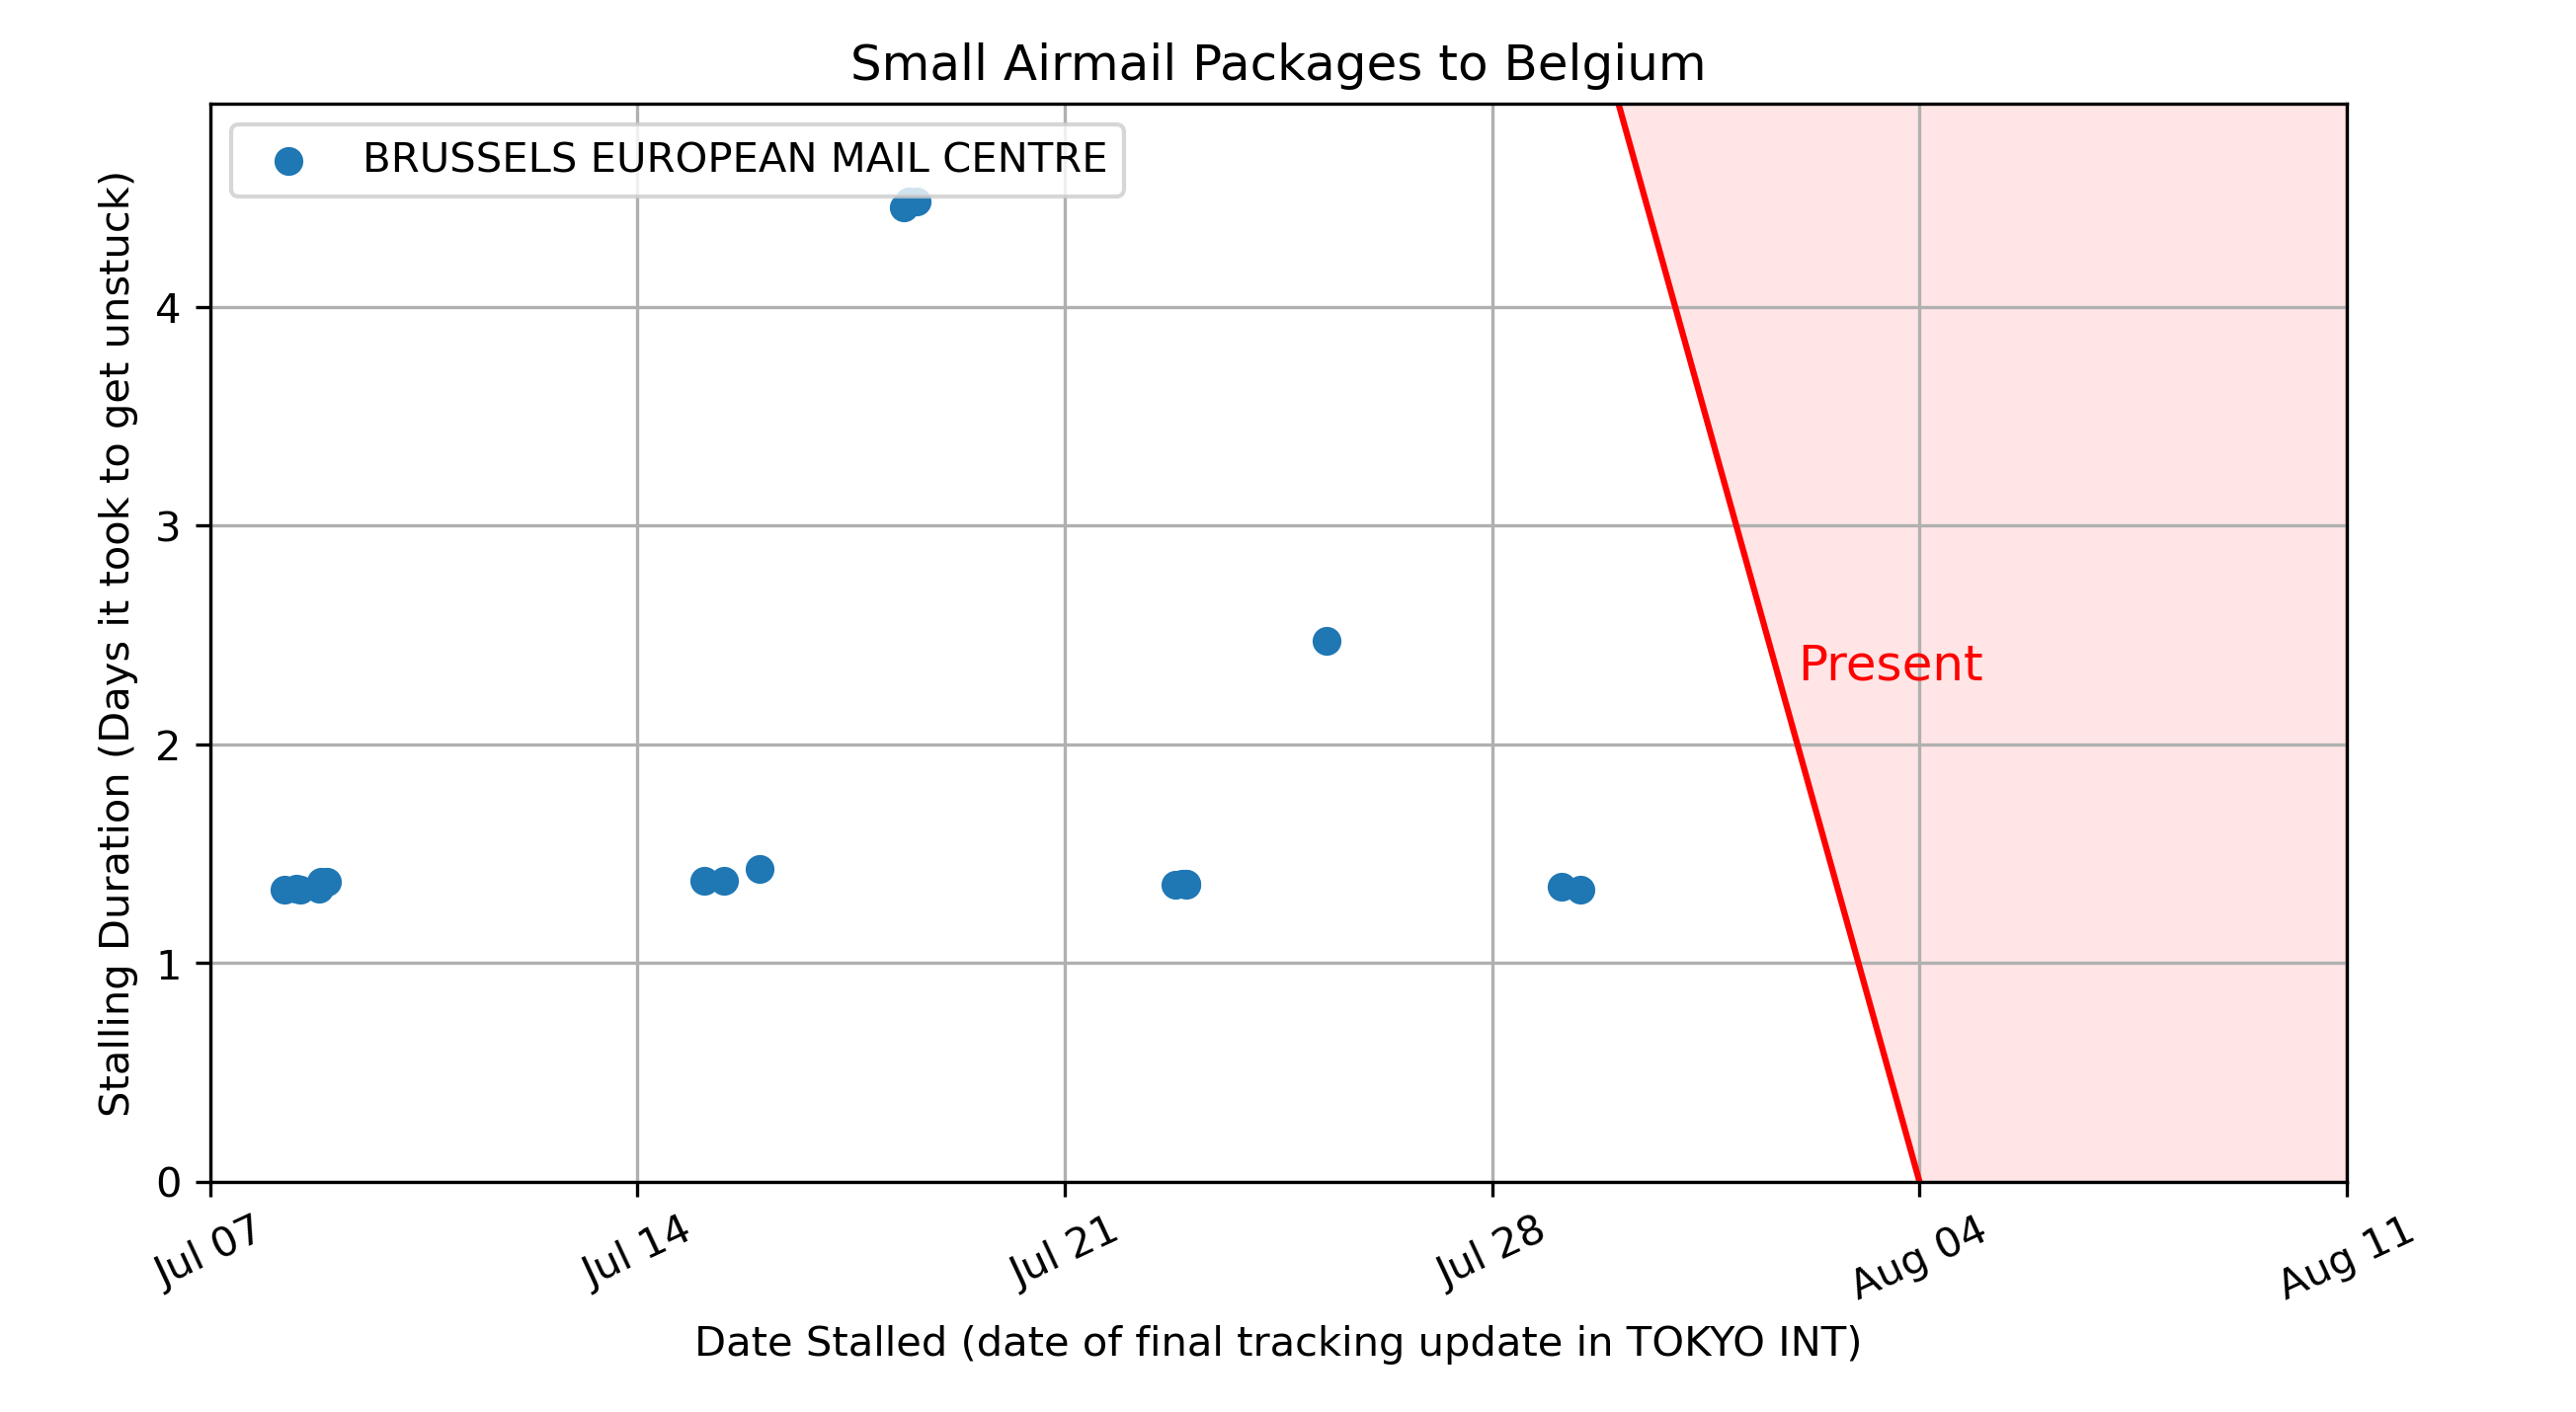 Small Airmail Packages to Belgium
BRUSSELS EUROPEAN MAIL CENTRE
Stalling Duration (Days it took to get unstuck)
4
3
2
1
0
Present
Jul 07
Jul 14
Jul 21
Jul 28
Aug 04
Aug 11
Date Stalled (date of final tracking update in TOKYO INT)